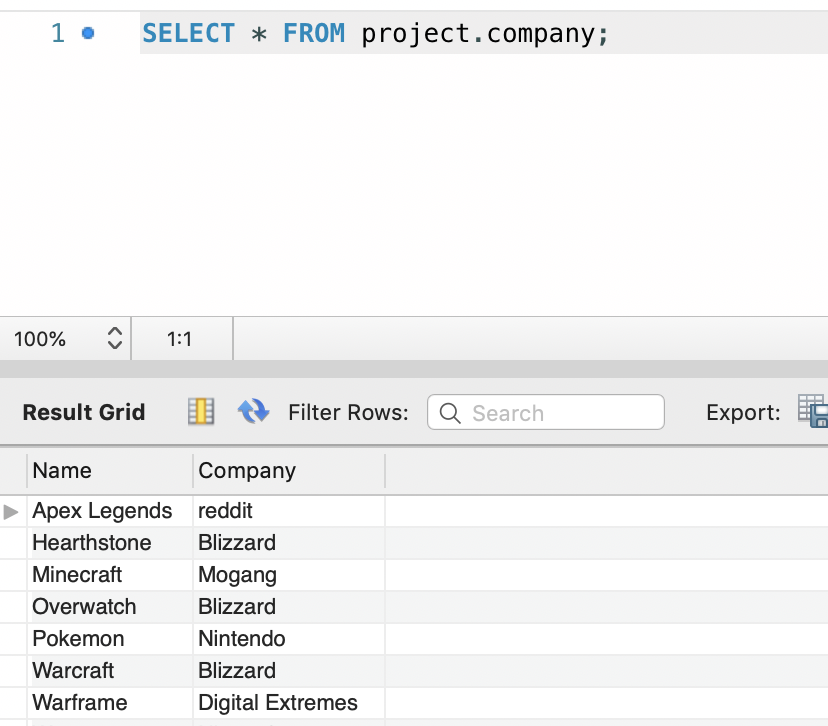 1 SELECT * FROM project.company;
100% 1:1
Result Grid Filter Rows: Search Export:
Name Company
Apex Legends reddit
Hearthstone Blizzard
Minecraft Mogang
Overwatch Blizzard
Pokemon Nintendo
Warcraft Blizzard
Warframe Digital Extremes